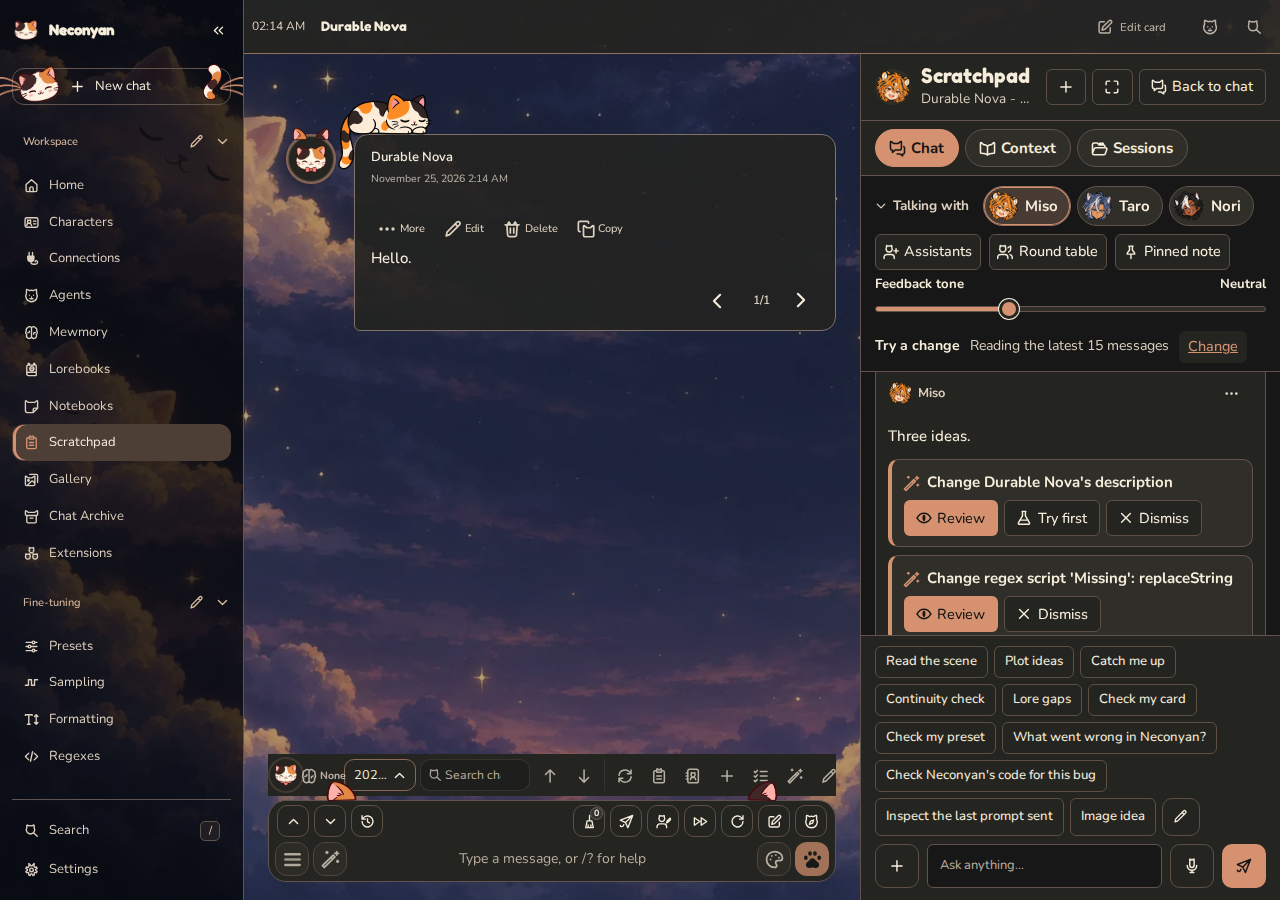 Neconyan
New chat
Workspace
Home
Characters
Connections
Agents
Mewmory
Lorebooks
Notebooks
Scratchpad
Gallery
Chat Archive
Extensions
Fine-tuning
Presets
Sampling
Formatting
Regexes
Search /
Settings
02:14 AM Durable Nova
Edit card
Durable Nova
November 25, 2026 2:14 AM
More Edit Delete Copy
Hello.
1/1
None 202... Search ch
0
Type a message, or /? for help
Scratchpad
Durable Nova - ...
Back to chat
Chat Context Sessions
Talking with Miso Taro Nori
Assistants Round table Pinned note
Feedback tone Neutral
Try a change Reading the latest 15 messages Change
Miso
Three ideas.
Change Durable Nova's description
Review Try first Dismiss
Change regex script 'Missing': replaceString
Review Dismiss
Read the scene Plot ideas Catch me up
Continuity check Lore gaps Check my card
Check my preset What went wrong in Neconyan?
Check Neconyan's code for this bug
Inspect the last prompt sent Image idea
Ask anything...